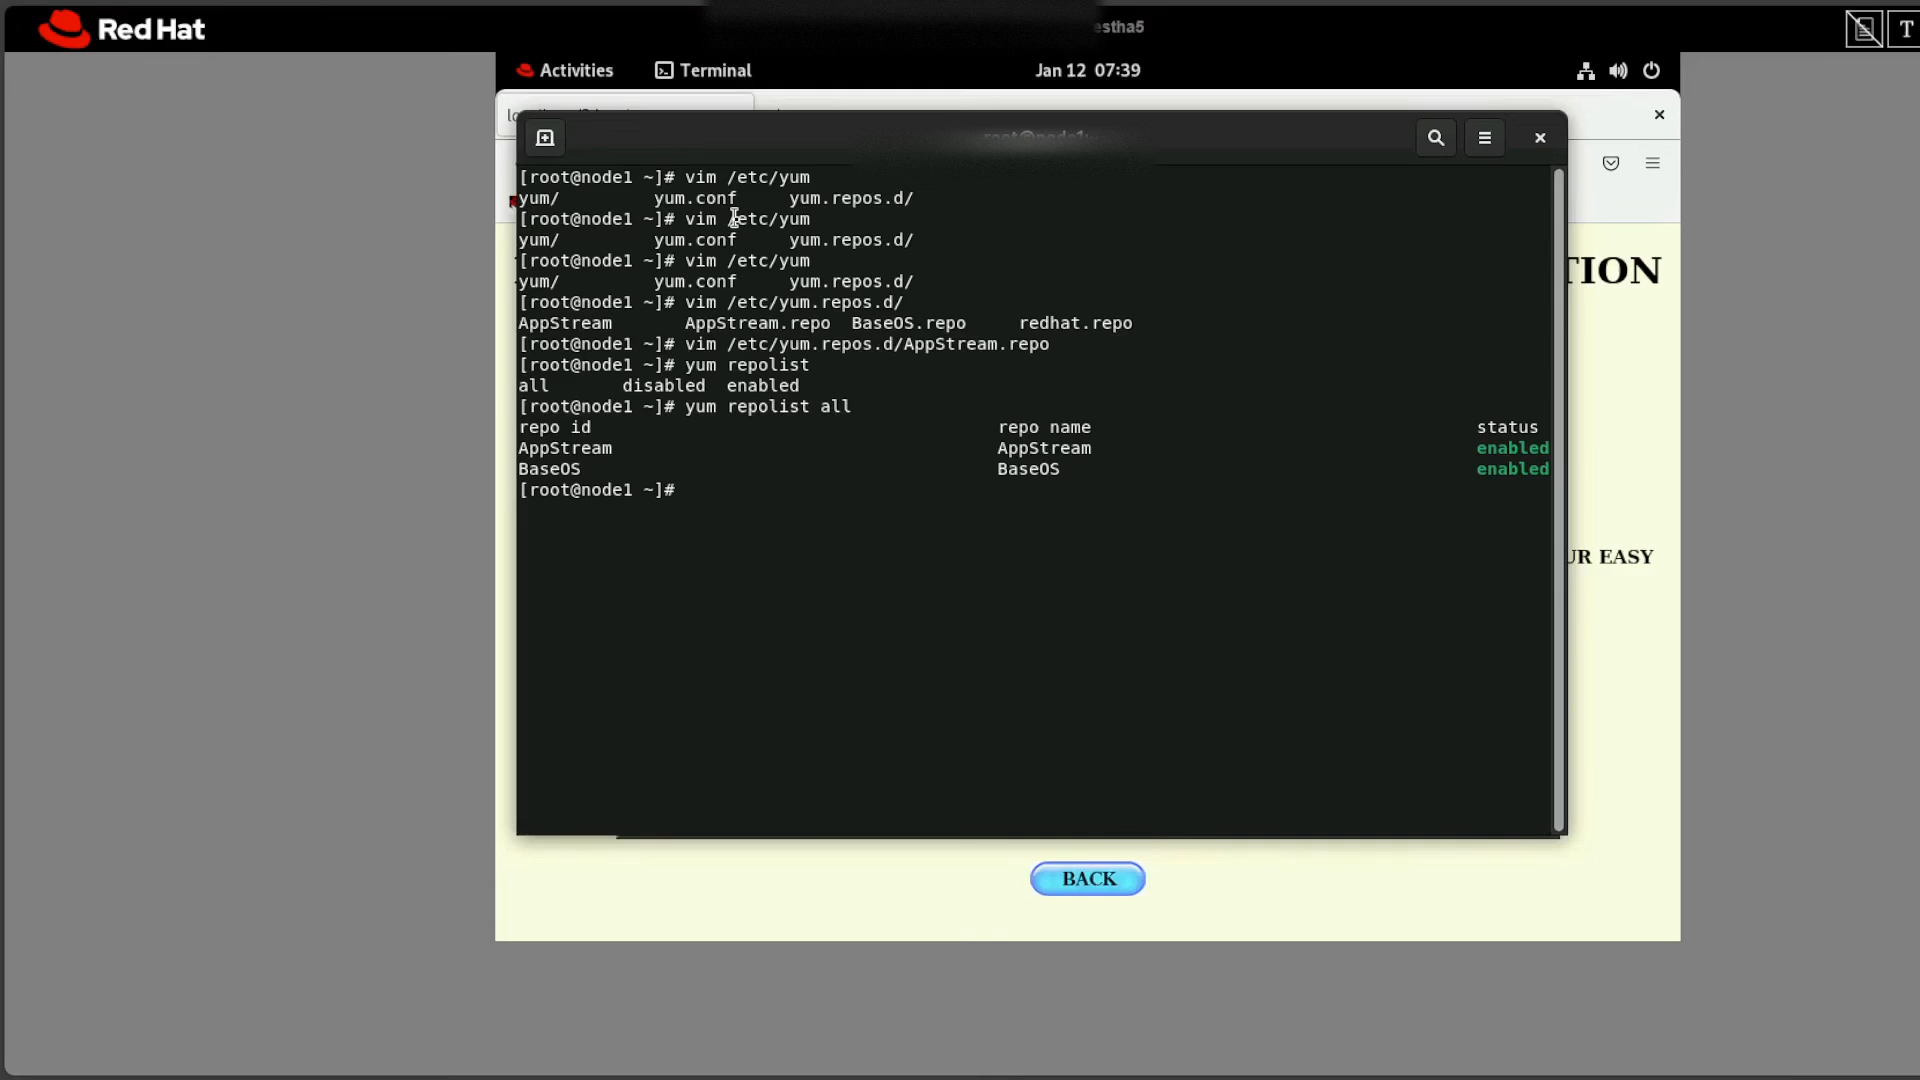 Red Hat
estha5
T
Activities Terminal Jan 12 07:39
[root@node1 ~]# vim /etc/yum
yum/ yum.conf yum.repos.d/
[root@node1 ~]# vim /etc/yum
yum/ yum.conf yum.repos.d/
[root@node1 ~]# vim /etc/yum
yum/ yum.conf yum.repos.d/
[root@node1 ~]# vim /etc/yum.repos.d/
AppStream AppStream.repo BaseOS.repo redhat.repo
[root@node1 ~]# vim /etc/yum.repos.d/AppStream.repo
[root@node1 ~]# yum repolist
all disabled enabled
[root@node1 ~]# yum repolist all
repo id repo name status
AppStream AppStream enabled
BaseOS BaseOS enabled
[root@node1 ~]#
TION
UR EASY
BACK